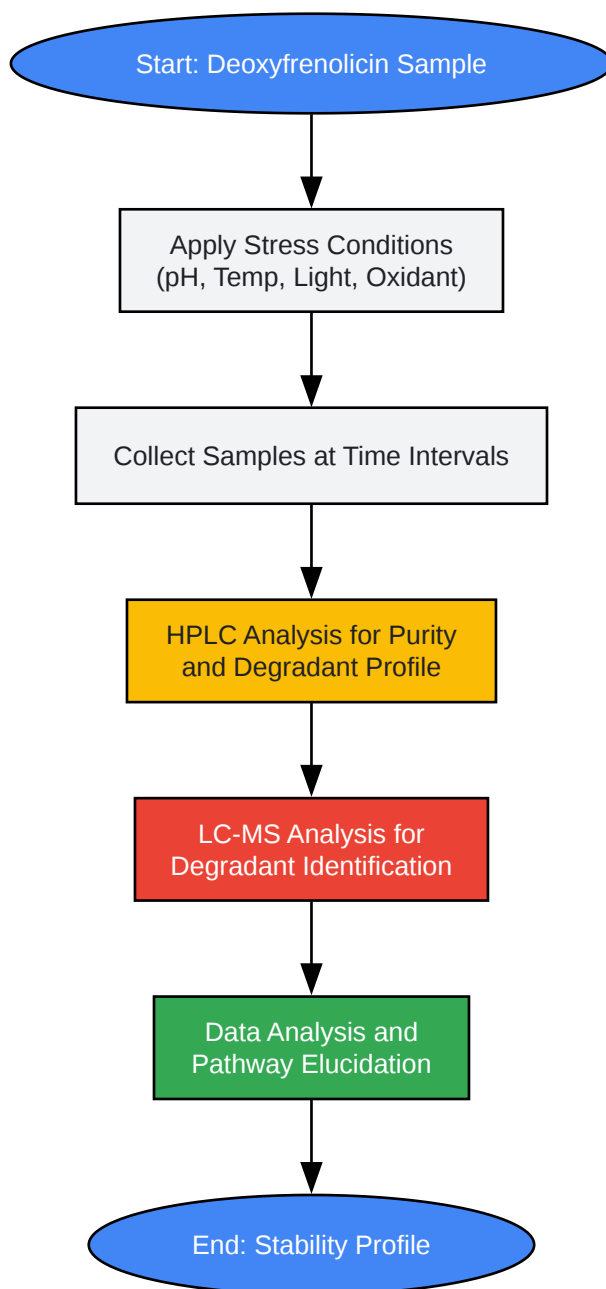 Start: Deoxyfrenolicin Sample
Apply Stress Conditions
(pH, Temp, Light, Oxidant)
Collect Samples at Time Intervals
HPLC Analysis for Purity
and Degradant Profile
LC-MS Analysis for
Degradant Identification
Data Analysis and
Pathway Elucidation
End: Stability Profile